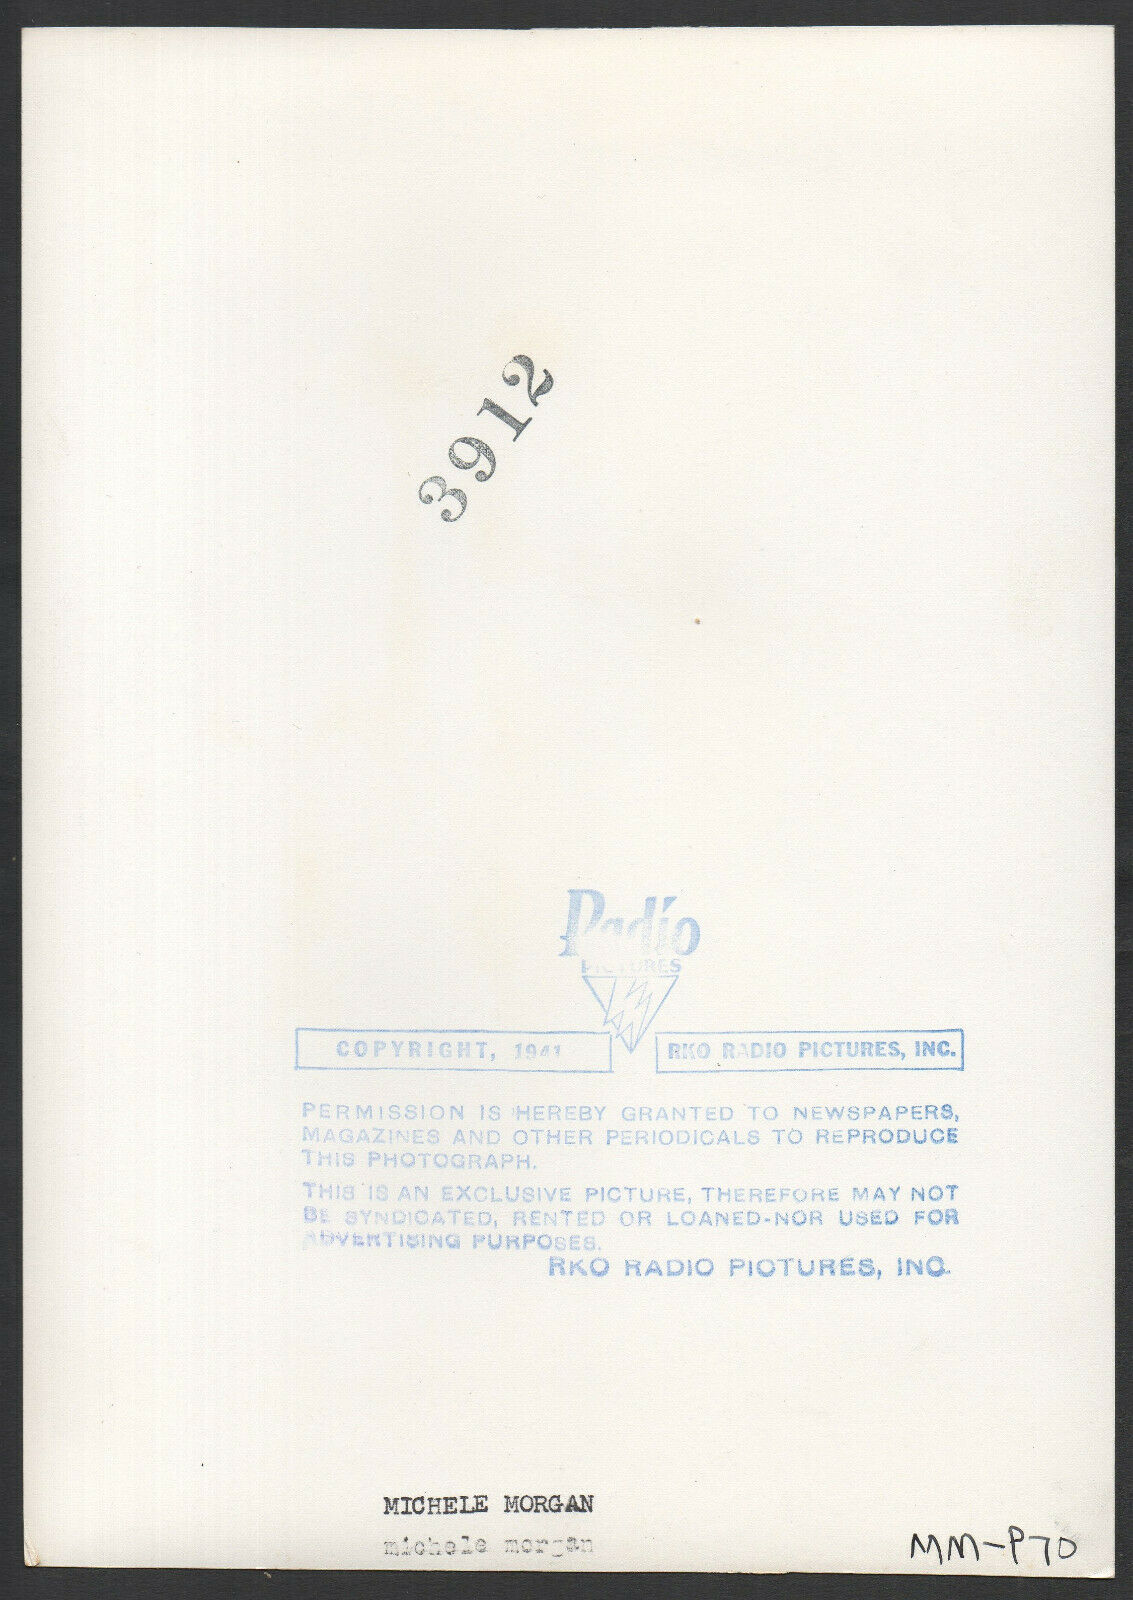 3912
Radio
PICTURES
COPYRIGHT, 1941 RKO RADIO PICTURES, INC.
PERMISSION IS HEREBY GRANTED TO NEWSPAPERS,
MAGAZINES AND OTHER PERIODICALS TO REPRODUCE
THIS PHOTOGRAPH.
THIS IS AN EXCLUSIVE PICTURE, THEREFORE MAY NOT
BE SYNDICATED, RENTED OR LOANED-NOR USED FOR
ADVERTISING PURPOSES.
RKO RADIO PICTURES, INC.
MICHELE MORGAN
michele morgan
MM-P70